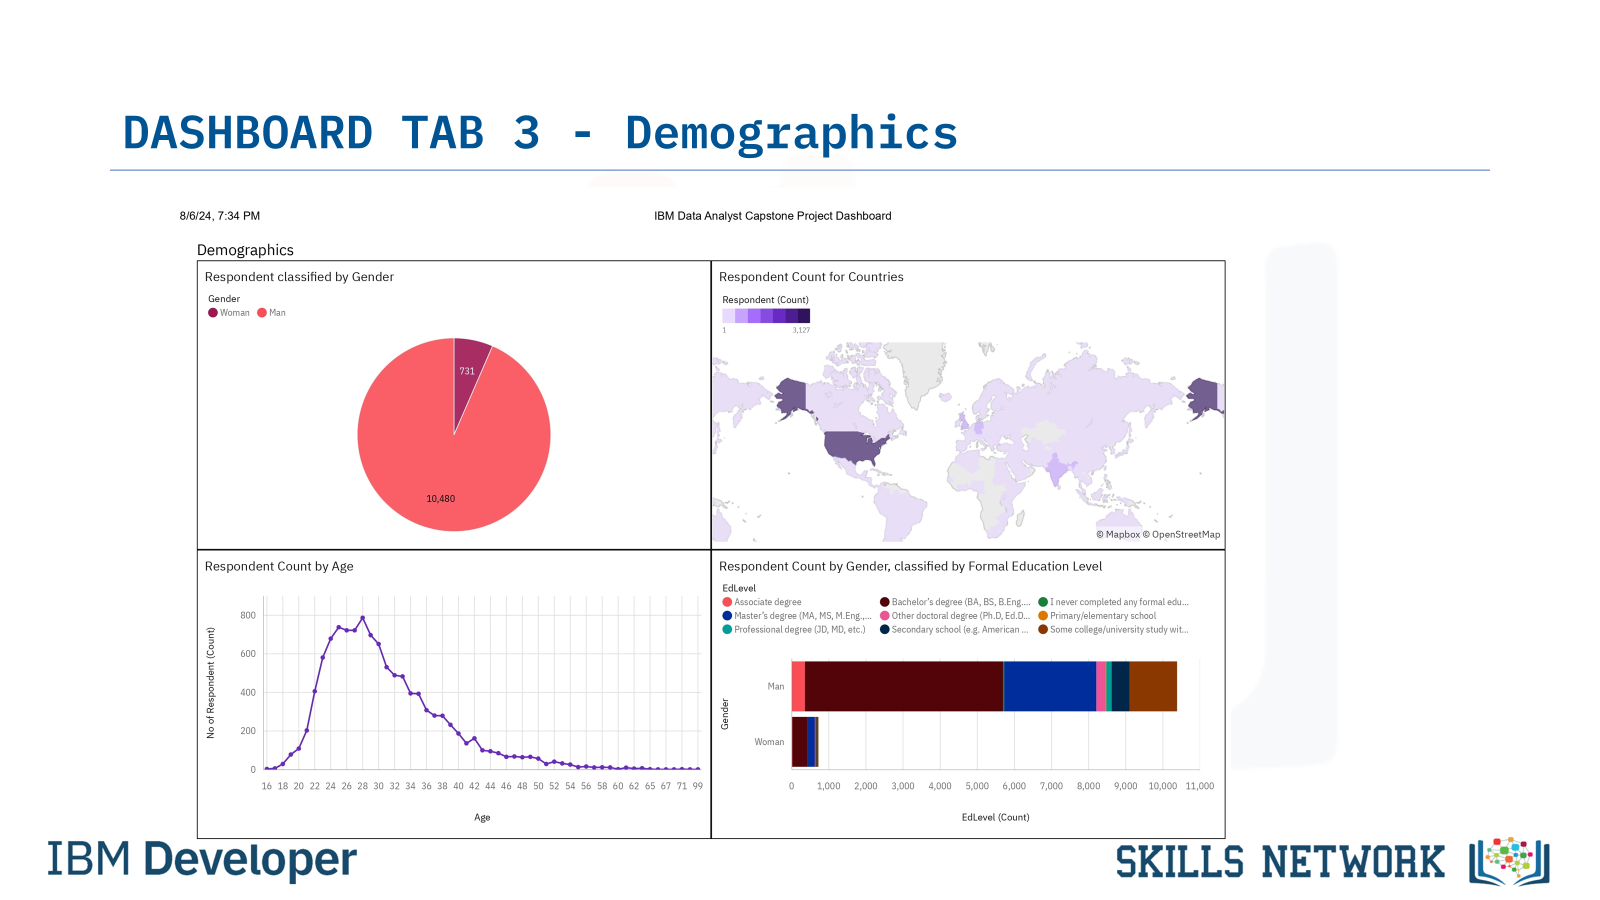 DASHBOARD TAB 3 - Demographics
8/6/24, 7:34 PM
IBM Data Analyst Capstone Project Dashboard
Demographics
Respondent classified by Gender
Gender
Woman Man
731
10,480
Respondent Count for Countries
Respondent (Count)
1 3,127
© Mapbox © OpenStreetMap
Respondent Count by Age
No of Respondent (Count)
800
600
400
200
0
16 18 20 22 24 26 28 30 32 34 36 38 40 42 44 46 48 50 52 54 56 58 60 62 65 67 71 99
Age
Respondent Count by Gender, classified by Formal Education Level
EdLevel
Associate degree Bachelor’s degree (BA, BS, B.Eng.... I never completed any formal edu...
Master’s degree (MA, MS, M.Eng.,... Other doctoral degree (Ph.D, Ed.D... Primary/elementary school
Professional degree (JD, MD, etc.) Secondary school (e.g. American ... Some college/university study wit...
Gender
Man
Woman
0 1,000 2,000 3,000 4,000 5,000 6,000 7,000 8,000 9,000 10,000 11,000
EdLevel (Count)
IBM Developer
SKILLS NETWORK